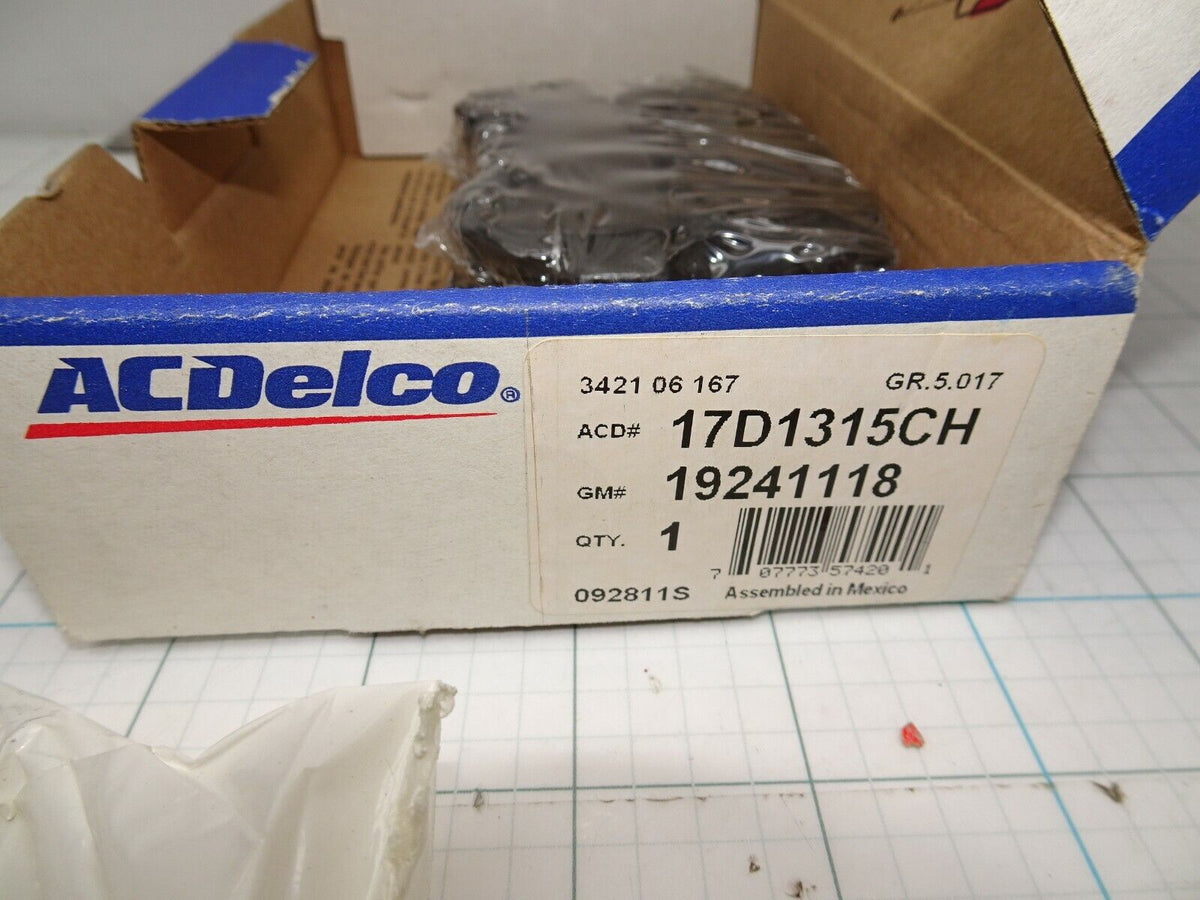 ACDelco®
3421 06 167 GR.5.017
ACD# 17D1315CH
GM# 19241118
QTY. 1
7 07773 57420 1
092811S Assembled in Mexico